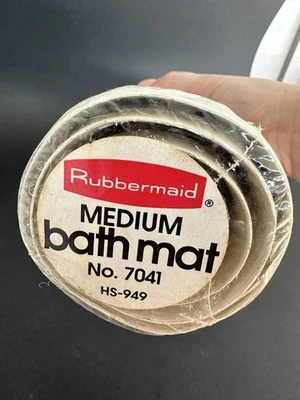 Rubbermaid®
MEDIUM
bath mat
No. 7041
HS-949